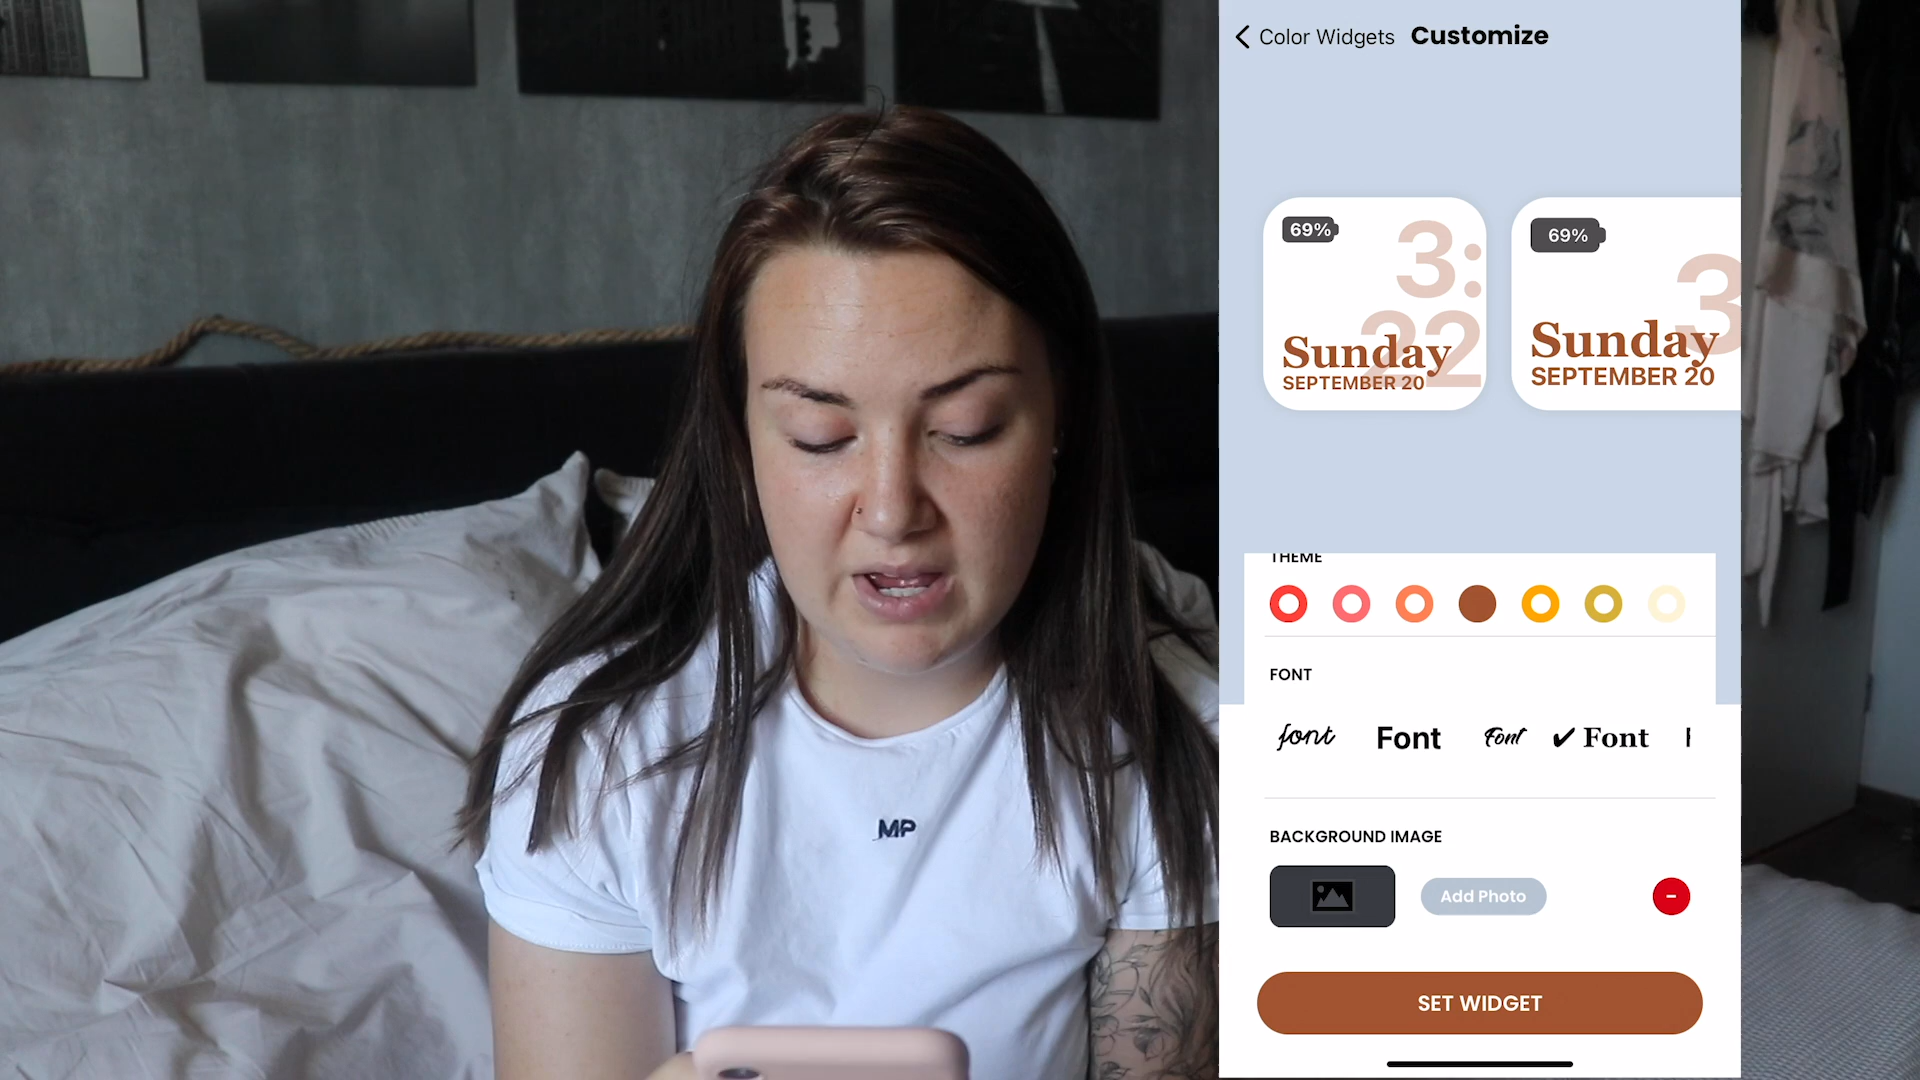 Color Widgets Customize
69%
3:
22
Sunday
SEPTEMBER 20
69%
3
Sunday
SEPTEMBER 20
THEME
FONT
font Font Font ✔ Font
BACKGROUND IMAGE
Add Photo
SET WIDGET
MP